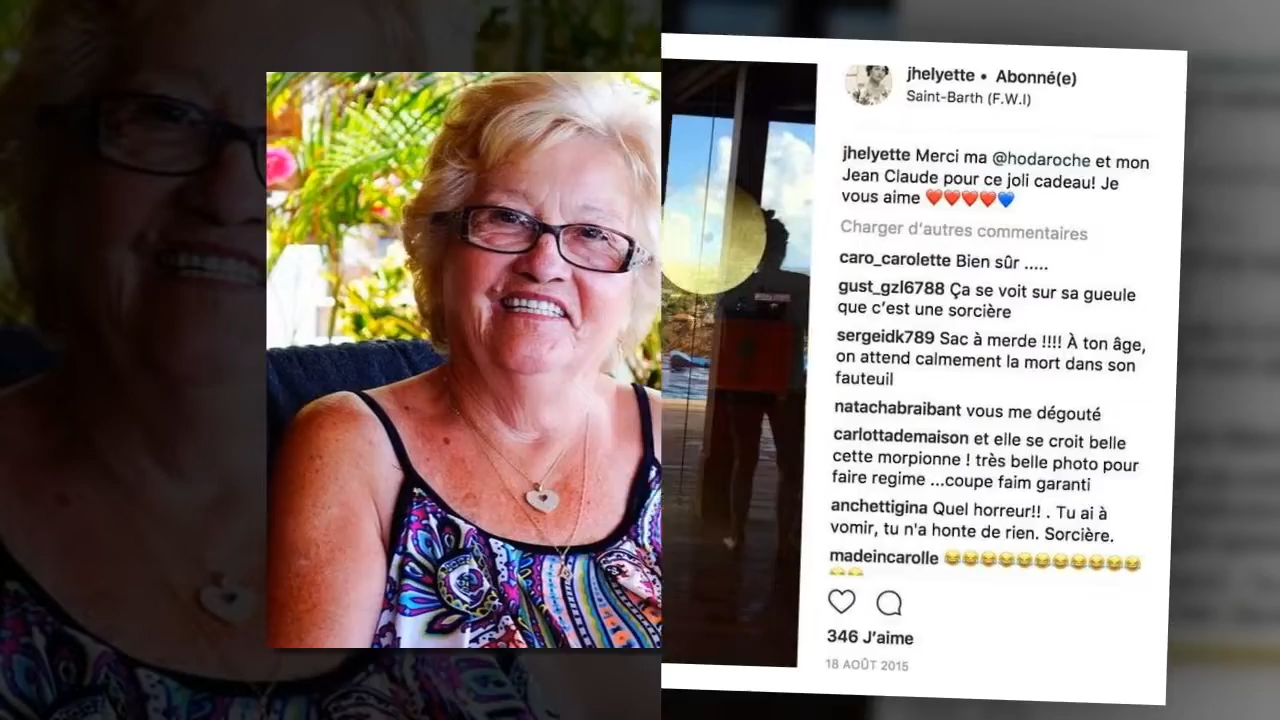 jhelyette • Abonné(e)
Saint-Barth (F.W.I)
jhelyette Merci ma @hodaroche et mon
Jean Claude pour ce joli cadeau! Je
vous aime ❤️❤️❤️❤️💙
Charger d'autres commentaires
caro_carolette Bien sûr .....
gust_gzl6788 Ça se voit sur sa gueule
que c'est une sorcière
sergeidk789 Sac à merde !!!! À ton âge,
on attend calmement la mort dans son
fauteuil
natachabraibant vous me dégouté
carlottademaison et elle se croit belle
cette morpionne ! très belle photo pour
faire regime ...coupe faim garanti
anchettigina Quel horreur!! . Tu ai à
vomir, tu n'a honte de rien. Sorcière.
madeincarolle 😂😂😂😂😂😂😂😂😂😂😂
😂😂
346 J'aime
18 AOÛT 2015